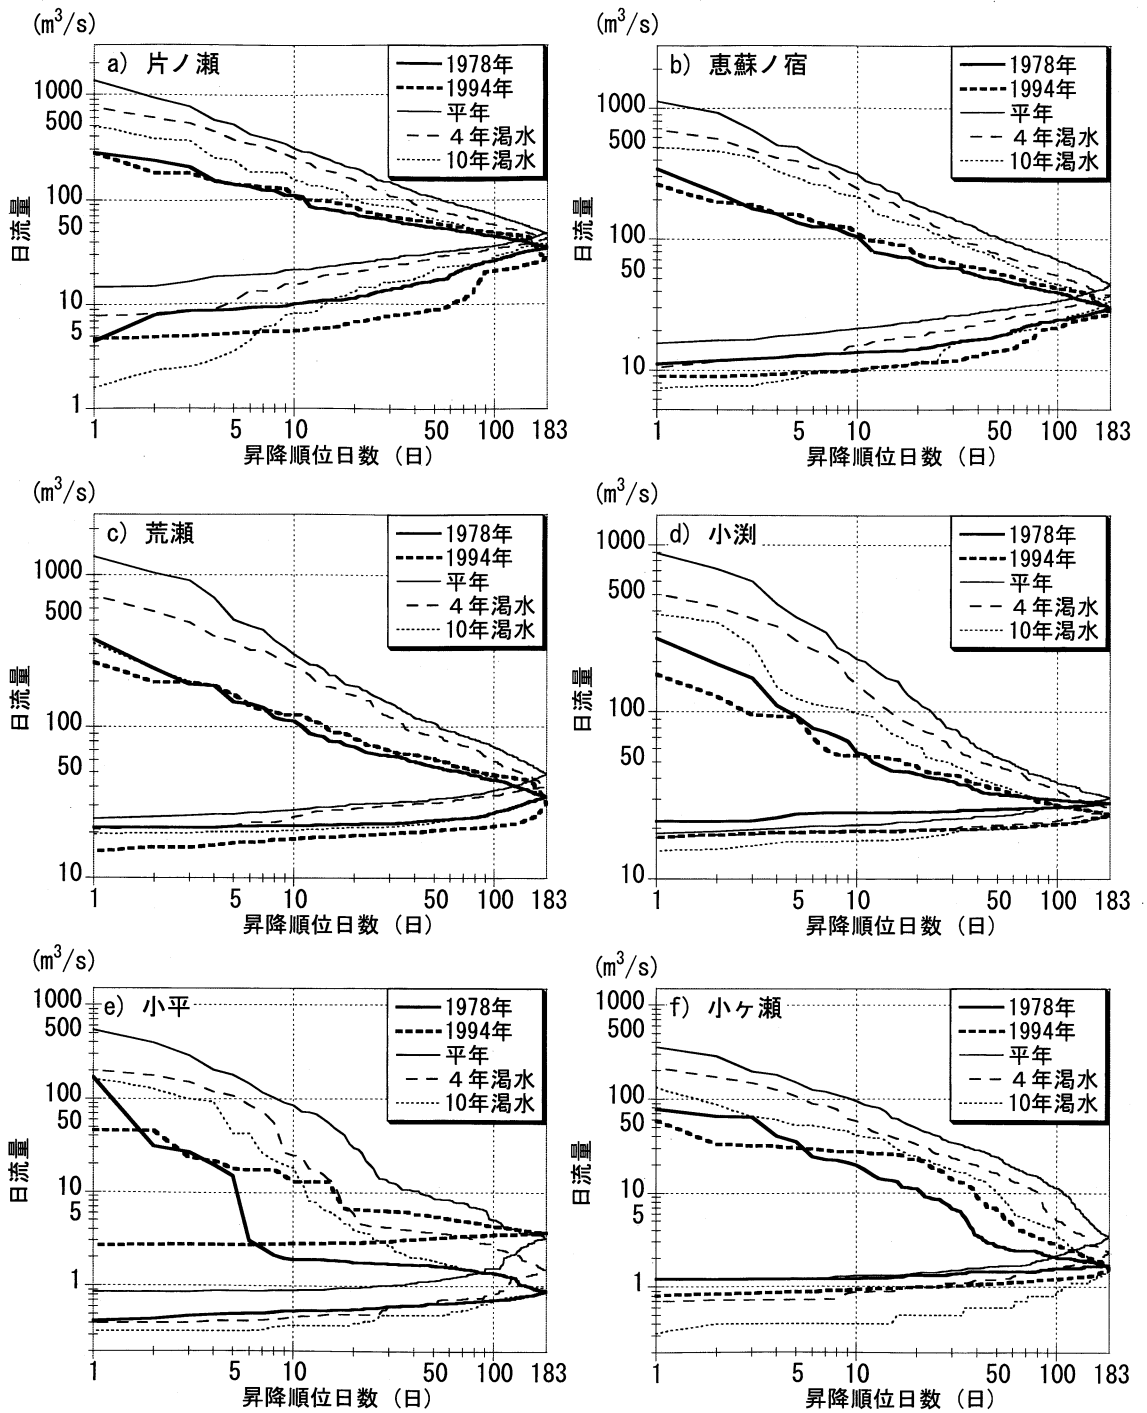 (m³/s)
a) 片ノ瀬
1978年
1994年
平年
4年渇水
10年渇水
1000
500
100
50
10
5
1
日流量
1 5 10 50 100 183
昇降順位日数 (日)
(m³/s)
b) 恵蘇ノ宿
1978年
1994年
平年
4年渇水
10年渇水
1000
500
100
50
10
日流量
1 5 10 50 100 183
昇降順位日数 (日)
(m³/s)
c) 荒瀬
1978年
1994年
平年
4年渇水
10年渇水
1000
500
100
50
10
日流量
1 5 10 50 100 183
昇降順位日数 (日)
(m³/s)
d) 小渕
1978年
1994年
平年
4年渇水
10年渇水
1000
500
100
50
10
日流量
1 5 10 50 100 183
昇降順位日数 (日)
(m³/s)
e) 小平
1978年
1994年
平年
4年渇水
10年渇水
1000
500
100
50
10
5
1
日流量
1 5 10 50 100 183
昇降順位日数 (日)
(m³/s)
f) 小ヶ瀬
1978年
1994年
平年
4年渇水
10年渇水
1000
500
100
50
10
5
1
日流量
1 5 10 50 100 183
昇降順位日数 (日)